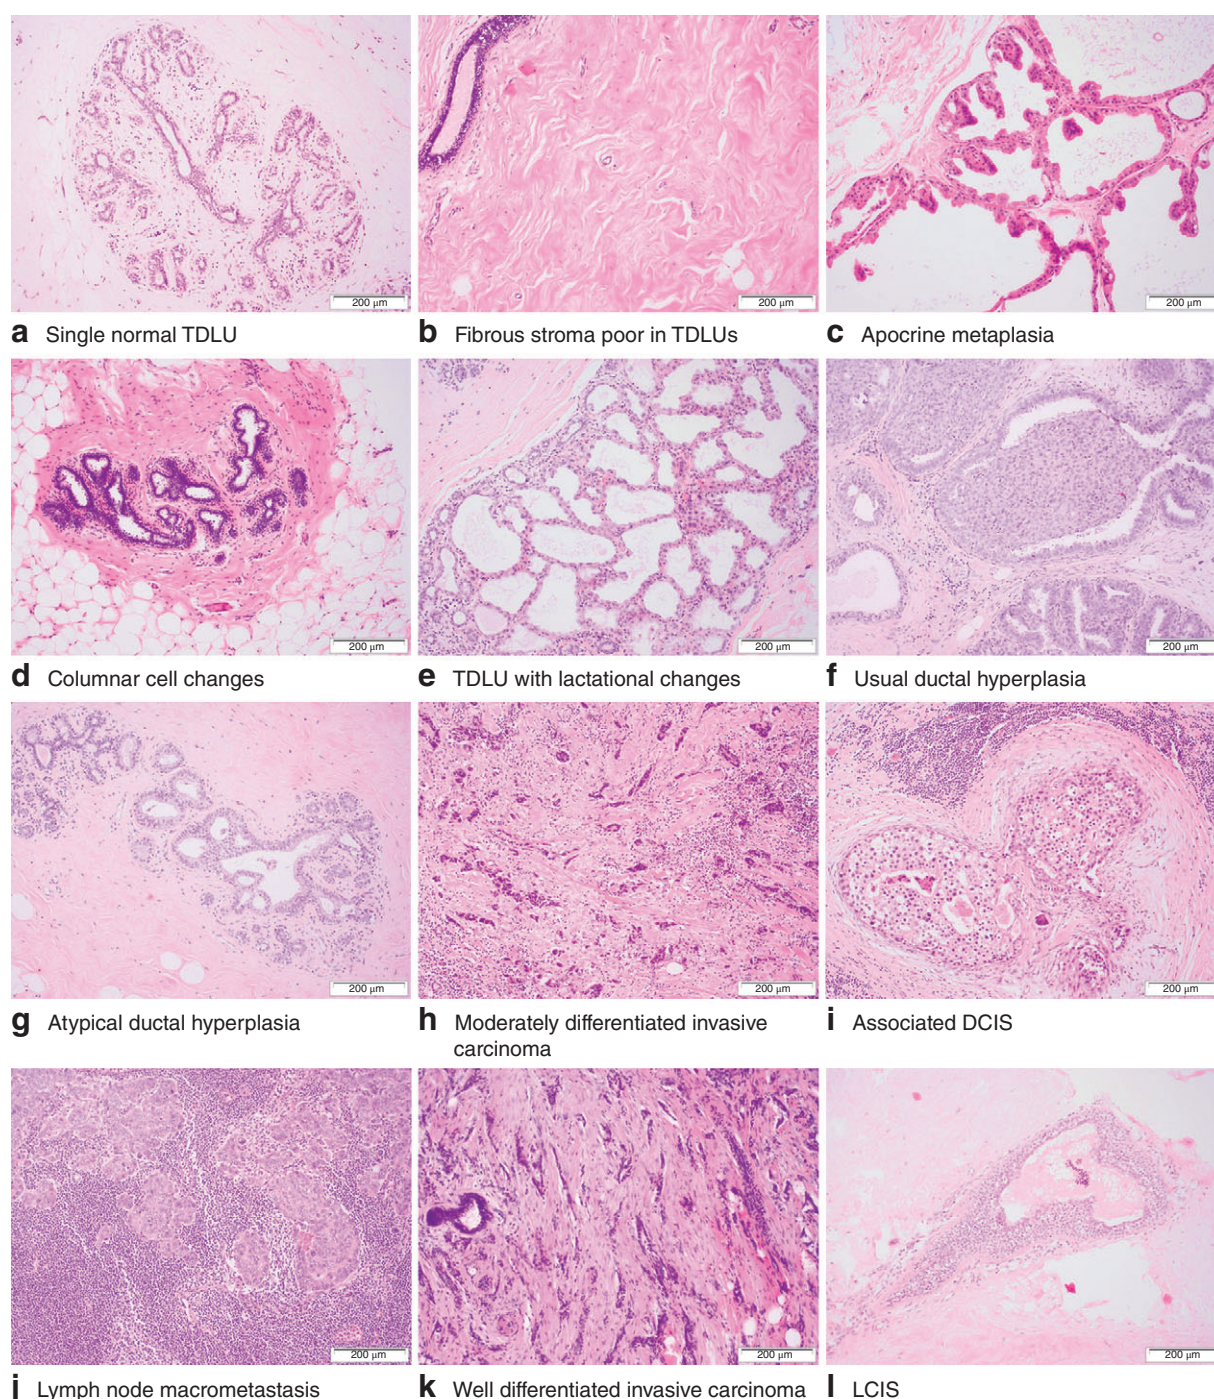 200 µm
200 µm
200 µm
a Single normal TDLU
b Fibrous stroma poor in TDLUs
c Apocrine metaplasia
200 µm
200 µm
200 µm
d Columnar cell changes
e TDLU with lactational changes
f Usual ductal hyperplasia
200 µm
200 µm
200 µm
g Atypical ductal hyperplasia
h Moderately differentiated invasive
carcinoma
i Associated DCIS
200 µm
200 µm
200 µm
j Lymph node macrometastasis
k Well differentiated invasive carcinoma
l LCIS